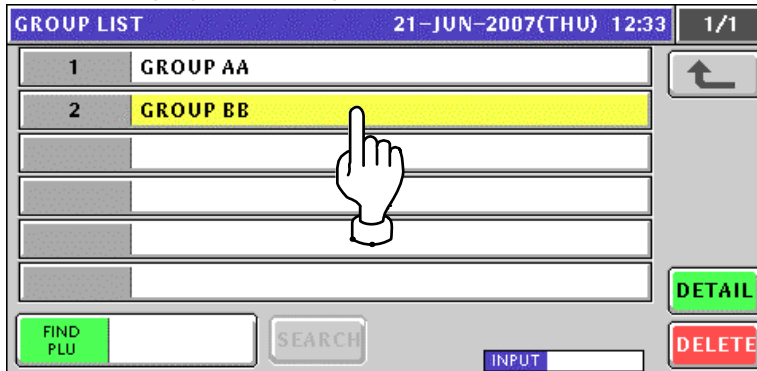 GROUP LIST 21-JUN-2007(THU) 12:33 1/1
1 GROUP AA
2 GROUP BB
DETAIL
FIND PLU
SEARCH
INPUT
DELETE